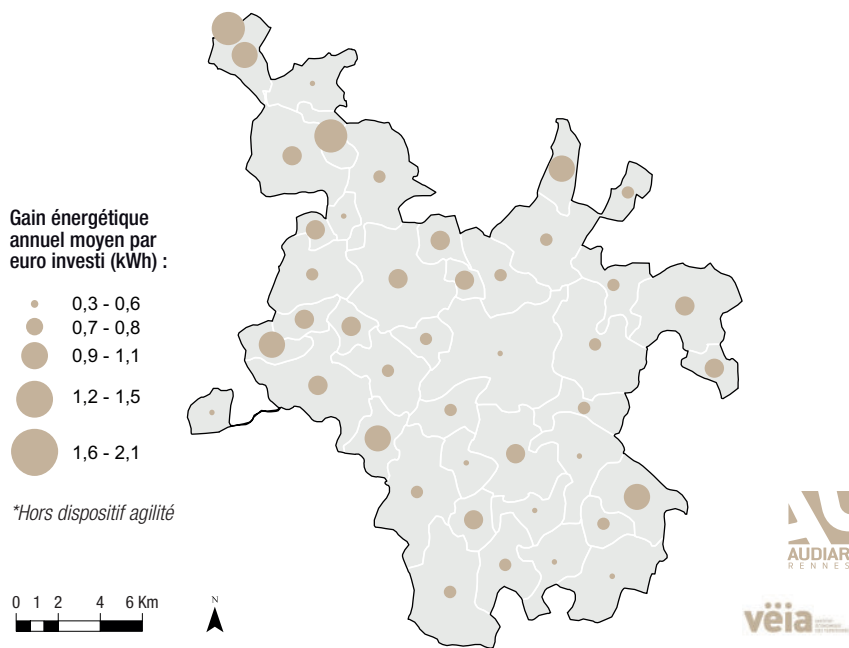 Gain énergétique
annuel moyen par
euro investi (kWh) :
0,3 - 0,6
0,7 - 0,8
0,9 - 1,1
1,2 - 1,5
1,6 - 2,1
*Hors dispositif agilité
0 1 2 4 6 Km
N
AUDIAR
RENNES
vëia